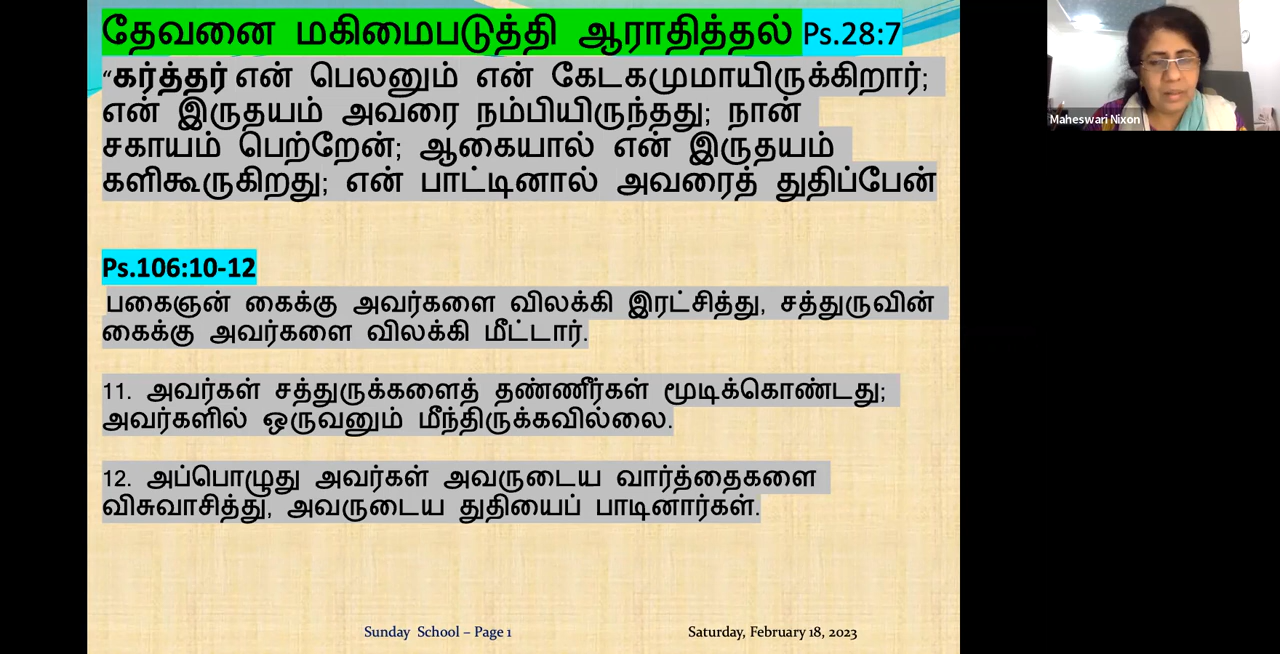 தேவனை மகிமைபடுத்தி ஆராதித்தல் Ps.28:7
“கர்த்தர் என் பெலனும் என் கேடகமுமாயிருக்கிறார்;
என் இருதயம் அவரை நம்பியிருந்தது; நான்
சகாயம் பெற்றேன்; ஆகையால் என் இருதயம்
களிகூருகிறது; என் பாட்டினால் அவரைத் துதிப்பேன்
Ps.106:10-12
பகைஞன் கைக்கு அவர்களை விலக்கி இரட்சித்து, சத்துருவின்
கைக்கு அவர்களை விலக்கி மீட்டார்.
11. அவர்கள் சத்துருக்களைத் தண்ணீர்கள் மூடிக்கொண்டது;
அவர்களில் ஒருவனும் மீந்திருக்கவில்லை.
12. அப்பொழுது அவர்கள் அவருடைய வார்த்தைகளை
விசுவாசித்து, அவருடைய துதியைப் பாடினார்கள்.
Sunday School – Page 1
Saturday, February 18, 2023
Maheswari Nixon